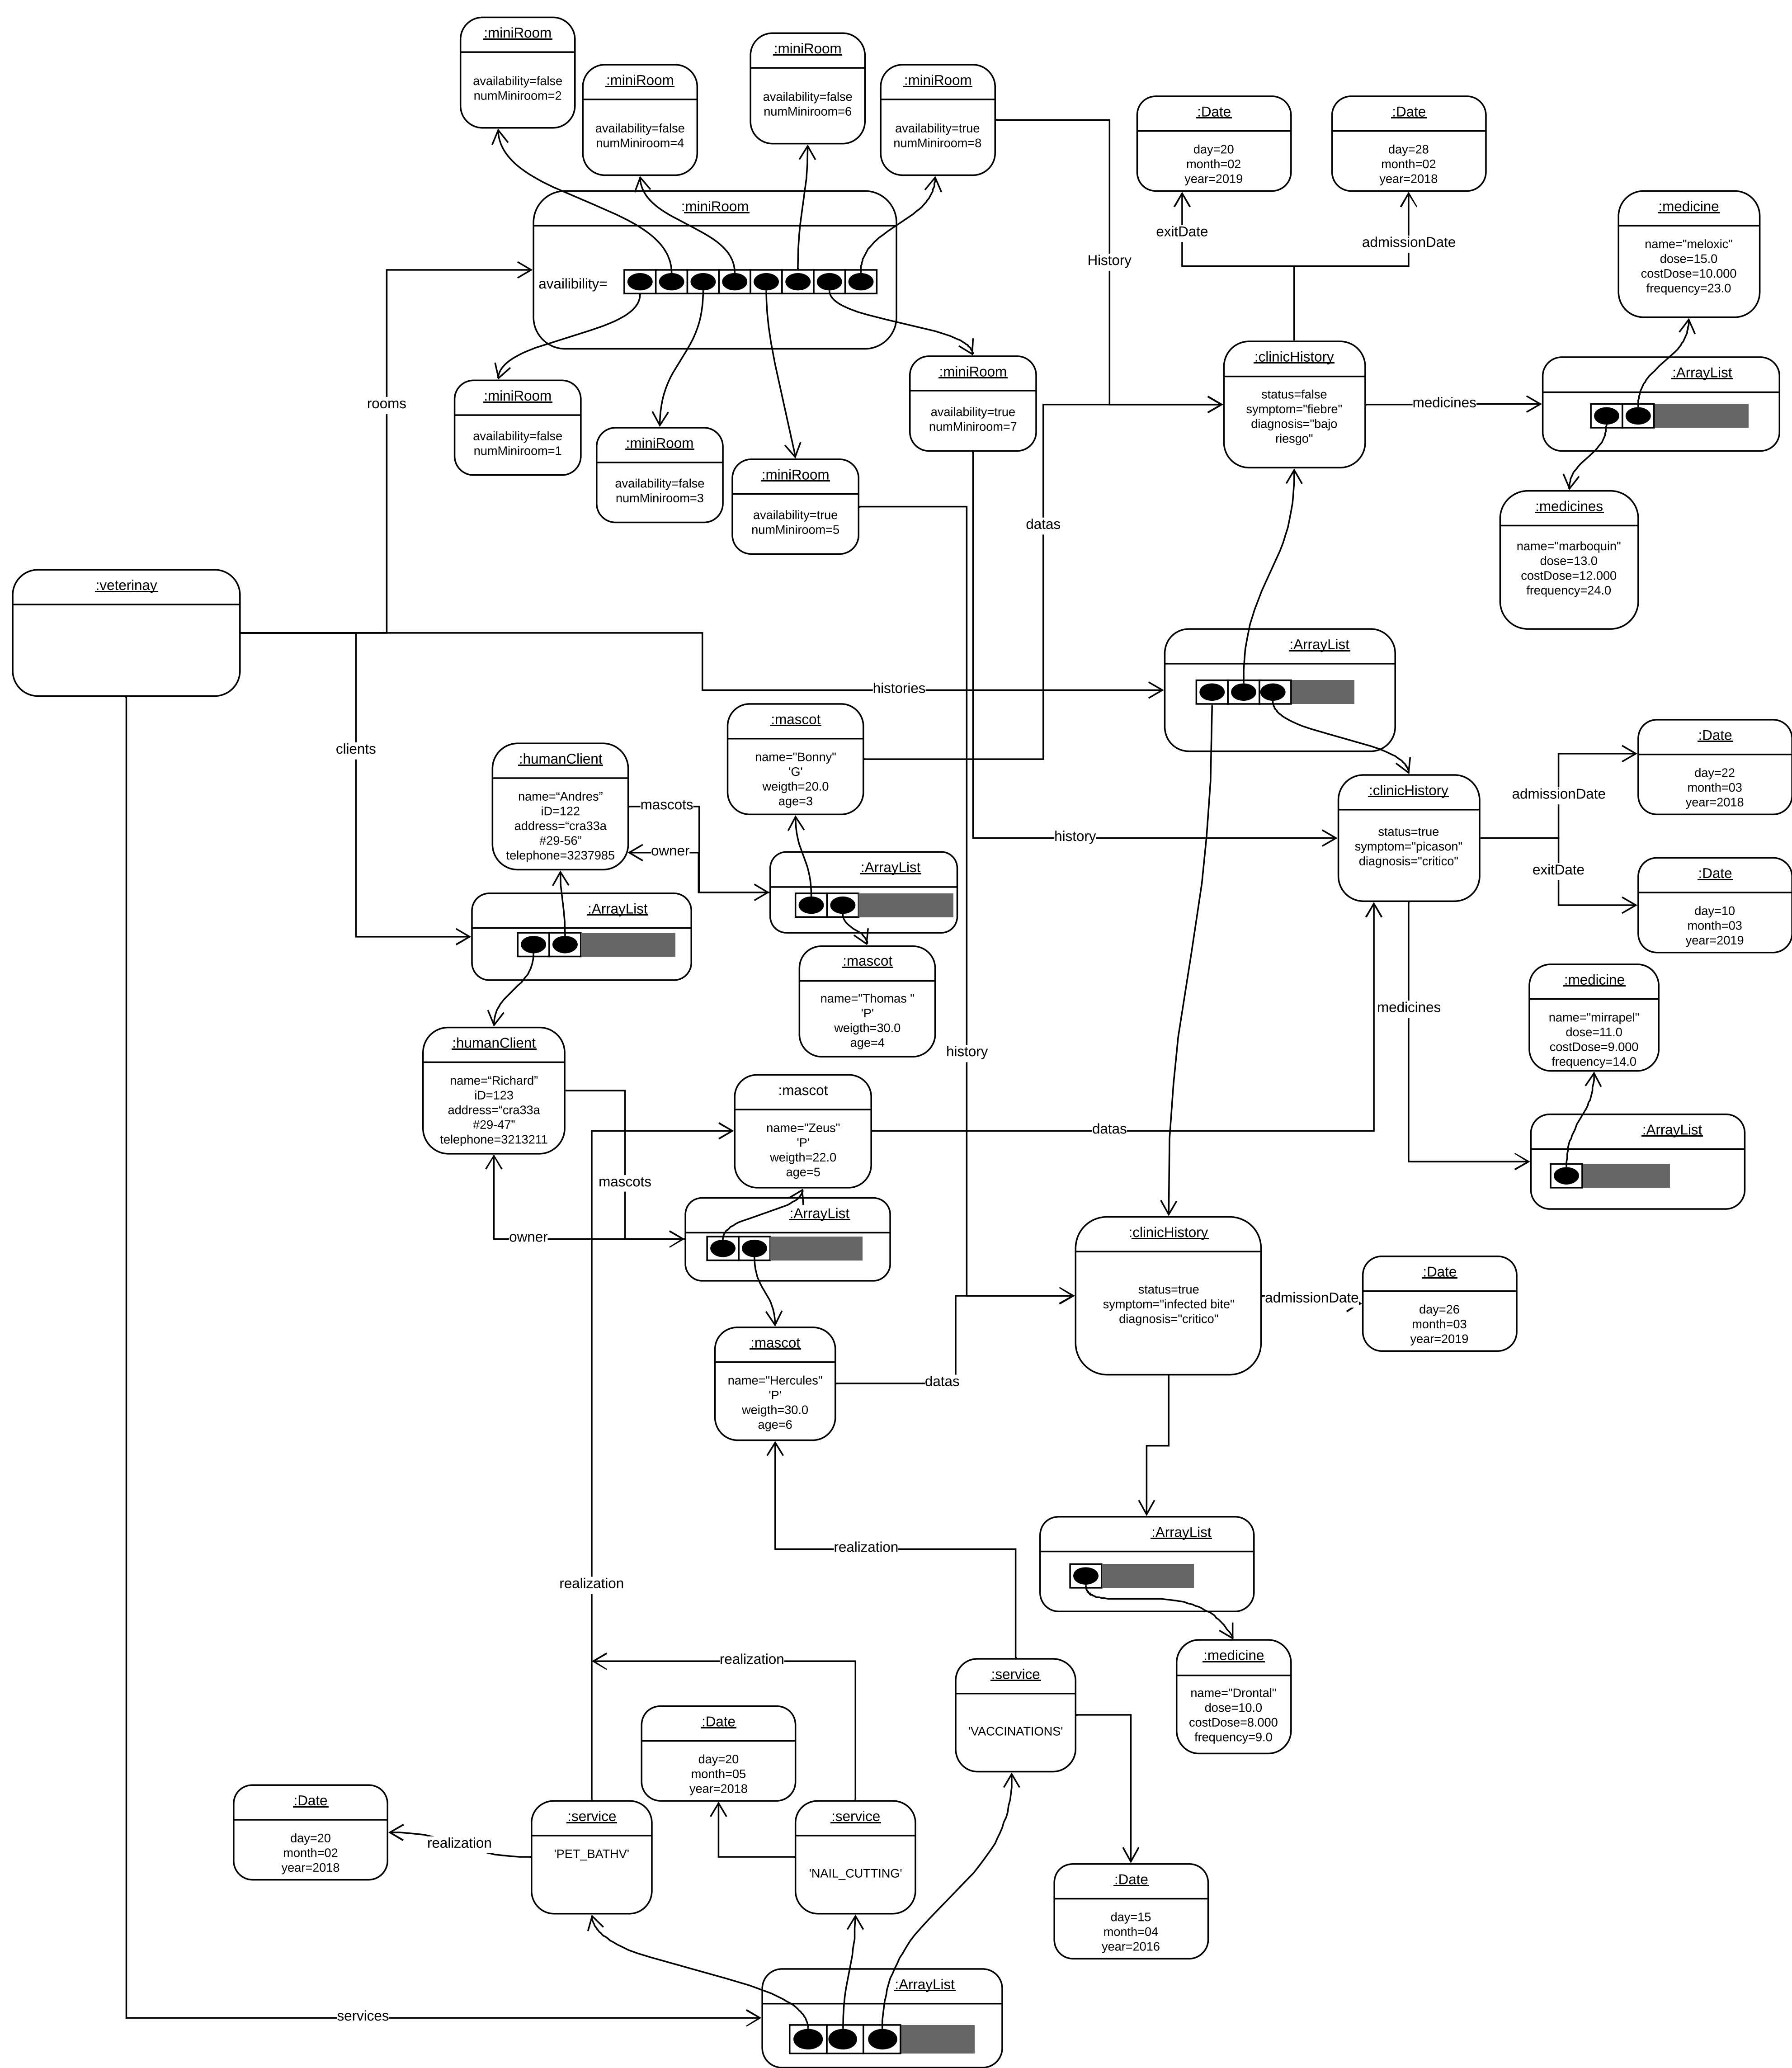 :miniRoom
availability=false
numMiniroom=2
:miniRoom
availability=false
numMiniroom=4
:miniRoom
availability=false
numMiniroom=6
:miniRoom
availability=true
numMiniroom=8
:Date
day=20
month=02
year=2019
:Date
day=28
month=02
year=2018
:miniRoom
availibility=
exitDate
admissionDate
History
:medicine
name="meloxic"
dose=15.0
costDose=10.000
frequency=23.0
:miniRoom
availability=false
numMiniroom=1
:miniRoom
availability=false
numMiniroom=3
:miniRoom
availability=true
numMiniroom=5
:miniRoom
availability=true
numMiniroom=7
rooms
:clinicHistory
status=false
symptom="fiebre"
diagnosis="bajo
riesgo"
medicines
:ArrayList
:medicines
name="marboquin"
dose=13.0
costDose=12.000
frequency=24.0
datas
:veterinay
:ArrayList
histories
clients
:mascot
name="Bonny"
'G'
weigth=20.0
age=3
:humanClient
name=“Andres”
iD=122
address=“cra33a
#29-56”
telephone=3237985
mascots
owner
:ArrayList
history
:clinicHistory
status=true
symptom="picason"
diagnosis="critico"
admissionDate
exitDate
:Date
day=22
month=03
year=2018
:Date
day=10
month=03
year=2019
:ArrayList
:mascot
name="Thomas "
'P'
weigth=30.0
age=4
history
medicines
:medicine
name="mirrapel"
dose=11.0
costDose=9.000
frequency=14.0
:humanClient
name=“Richard”
iD=123
address=“cra33a
#29-47”
telephone=3213211
:mascot
name="Zeus"
'P'
weigth=22.0
age=5
datas
:ArrayList
mascots
owner
:ArrayList
:clinicHistory
status=true
symptom="infected bite"
diagnosis="critico"
admissionDate
:Date
day=26
month=03
year=2019
:mascot
name="Hercules"
'P'
weigth=30.0
age=6
datas
realization
:ArrayList
realization
realization
:medicine
name="Drontal"
dose=10.0
costDose=8.000
frequency=9.0
:service
'VACCINATIONS'
:Date
day=20
month=05
year=2018
:Date
day=20
month=02
year=2018
realization
:service
'PET_BATHV'
:service
'NAIL_CUTTING'
:Date
day=15
month=04
year=2016
:ArrayList
services